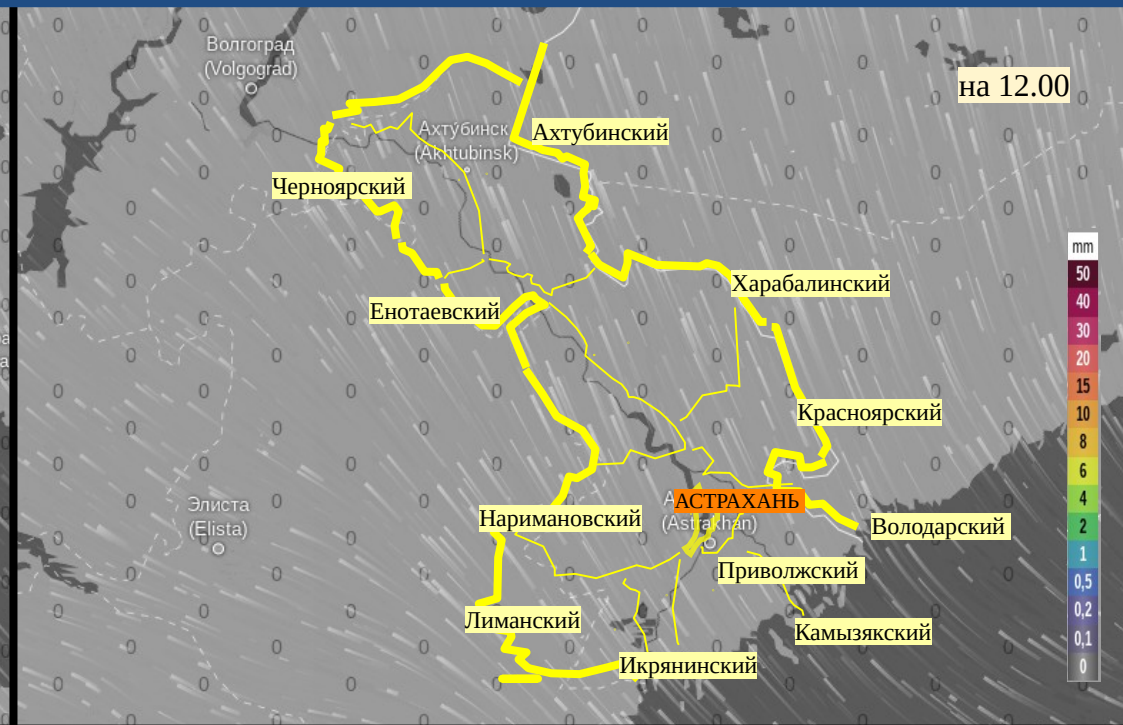 Волгоград
(Volgograd)
на 12.00
Ахтубинск
(Akhtubinsk)
Ахтубинский
Черноярский
mm
50
40
30
20
15
10
8
6
4
2
1
0,5
0,2
0,1
0
Харабалинский
Енотаевский
Красноярский
Элиста
(Elista)
АСТРАХАНЬ
(Astrakhan)
Наримановский
Володарский
Приволжский
Лиманский
Камызякский
Икрянинский